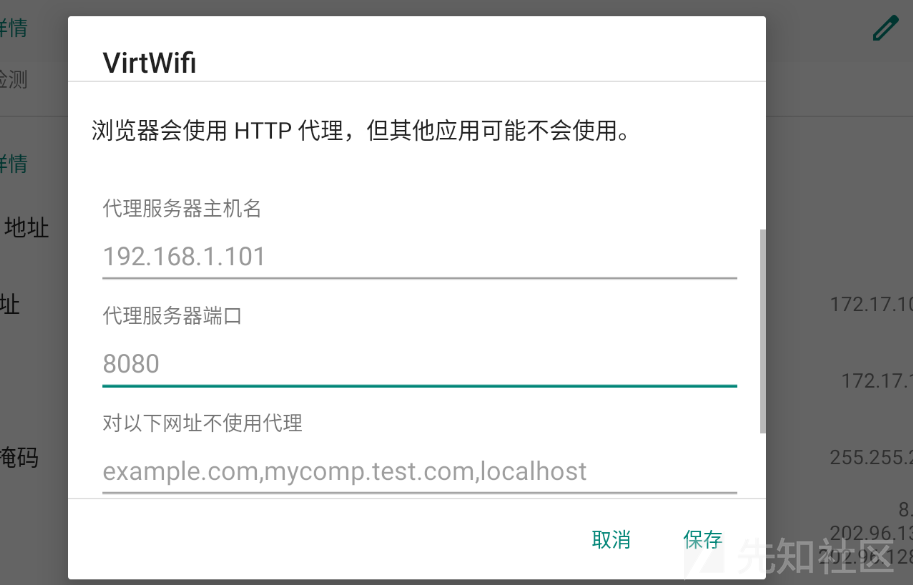 详情
VirtWifi
检测
浏览器会使用 HTTP 代理，但其他应用可能不会使用。
详情
代理服务器主机名
地址
192.168.1.101
址
172.17.10
代理服务器端口
8080
172.17.1
对以下网址不使用代理
掩码
255.255.2
example.com,mycomp.test.com,localhost
8.
202.96.13
取消
保存
202.96.128
先知社区